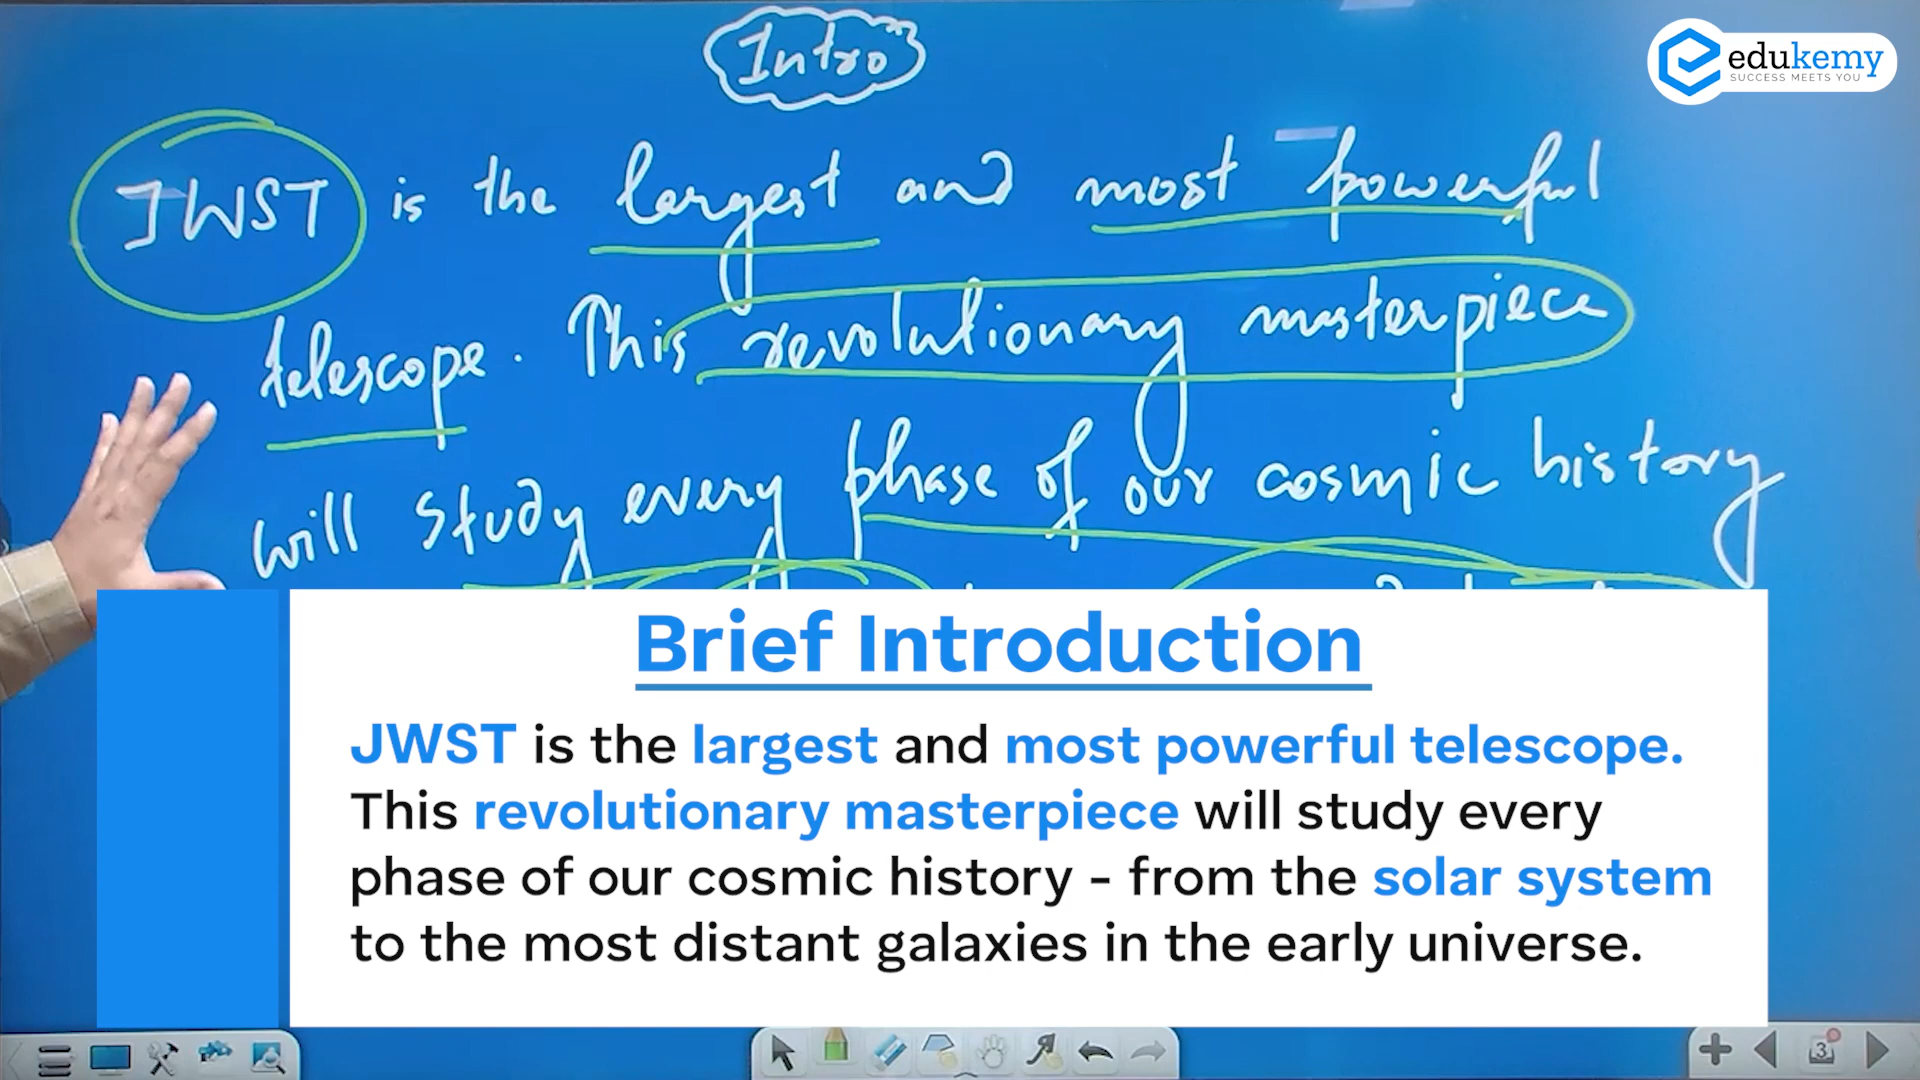 Intro
edukemy
SUCCESS MEETS YOU
JWST is the largest and most powerful
telescope. This revolutionary masterpiece
will study every phase of our cosmic history
Brief Introduction
JWST is the largest and most powerful telescope.
This revolutionary masterpiece will study every
phase of our cosmic history - from the solar system
to the most distant galaxies in the early universe.
3